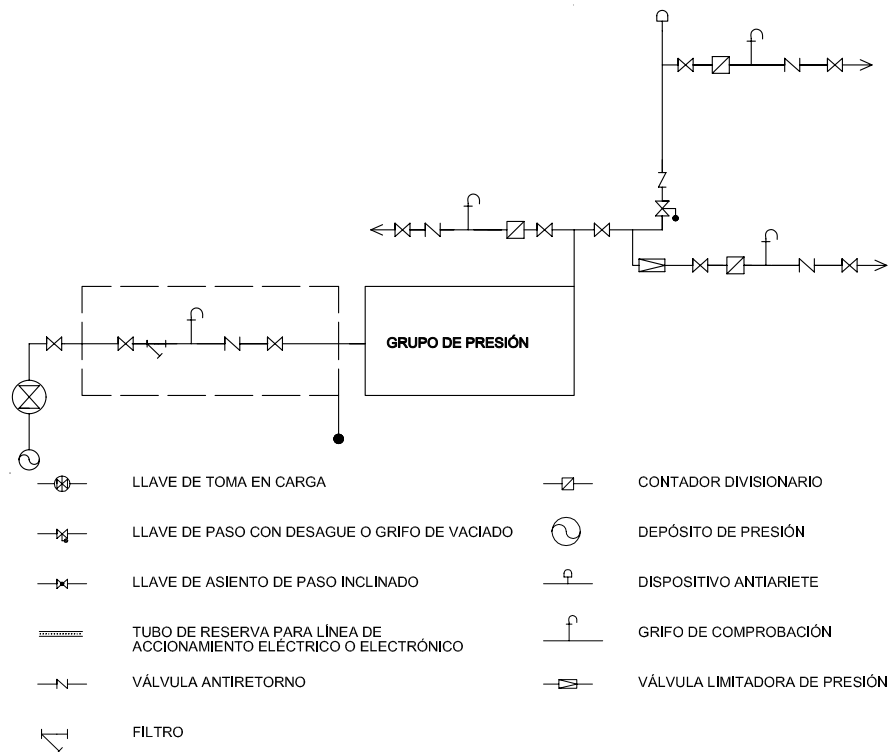 GRUPO DE PRESIÓN
LLAVE DE TOMA EN CARGA
LLAVE DE PASO CON DESAGUE O GRIFO DE VACIADO
LLAVE DE ASIENTO DE PASO INCLINADO
TUBO DE RESERVA PARA LÍNEA DE
ACCIONAMIENTO ELÉCTRICO O ELECTRÓNICO
VÁLVULA ANTIRETORNO
FILTRO
CONTADOR DIVISIONARIO
DEPÓSITO DE PRESIÓN
DISPOSITIVO ANTIARIETE
GRIFO DE COMPROBACIÓN
VÁLVULA LIMITADORA DE PRESIÓN